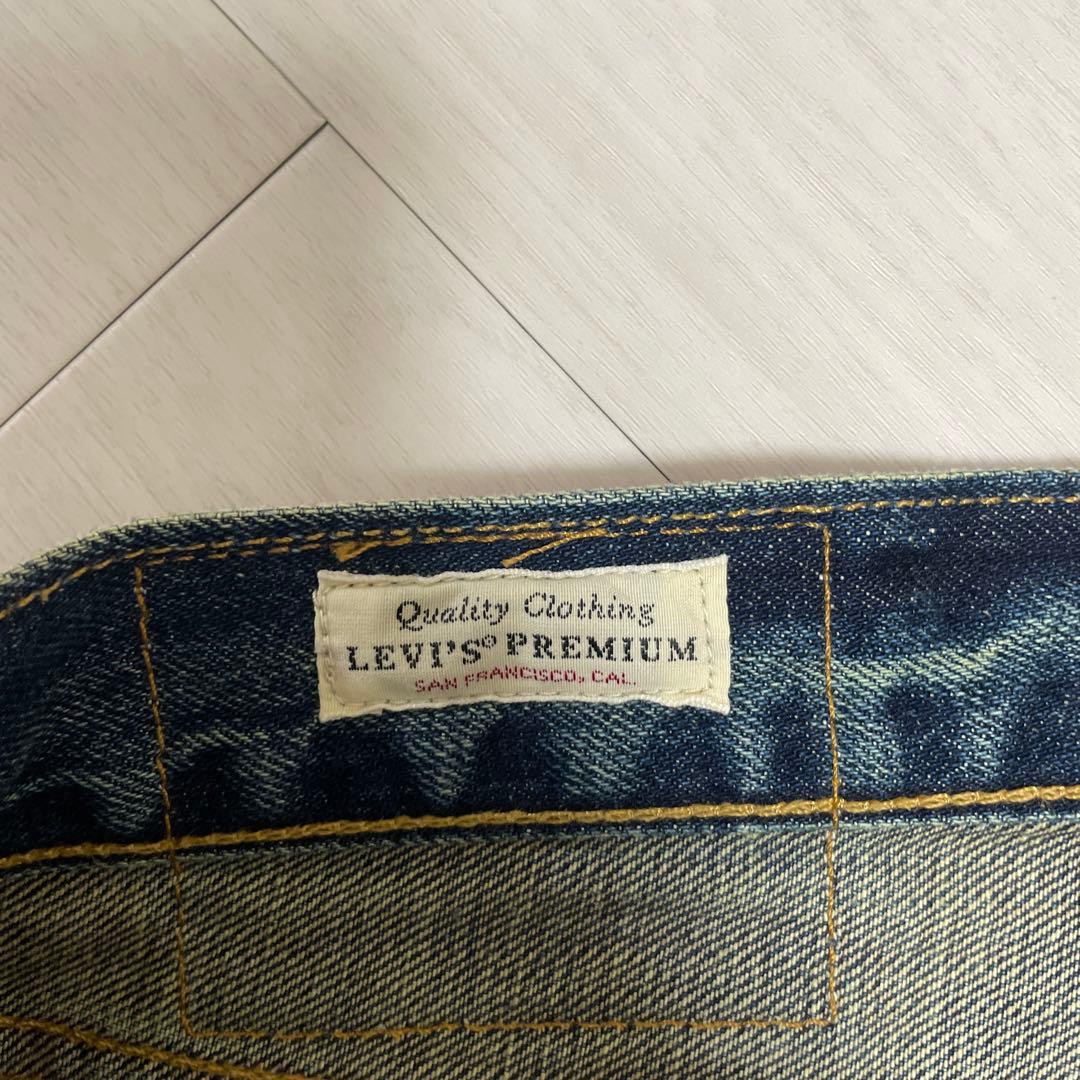 Quality Clothing
LEVI'S® PREMIUM
SAN FRANCISCO, CAL.